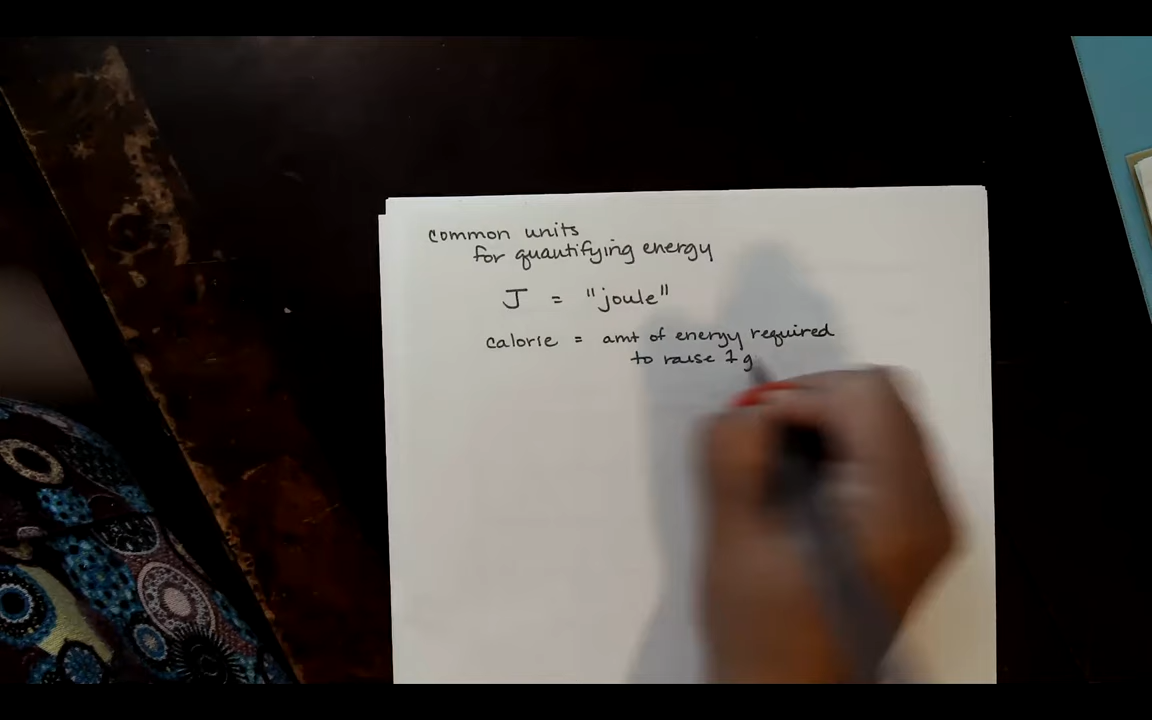 common units
for quantifying energy
J = "joule"
calorie = amt of energy required
to raise 1 g